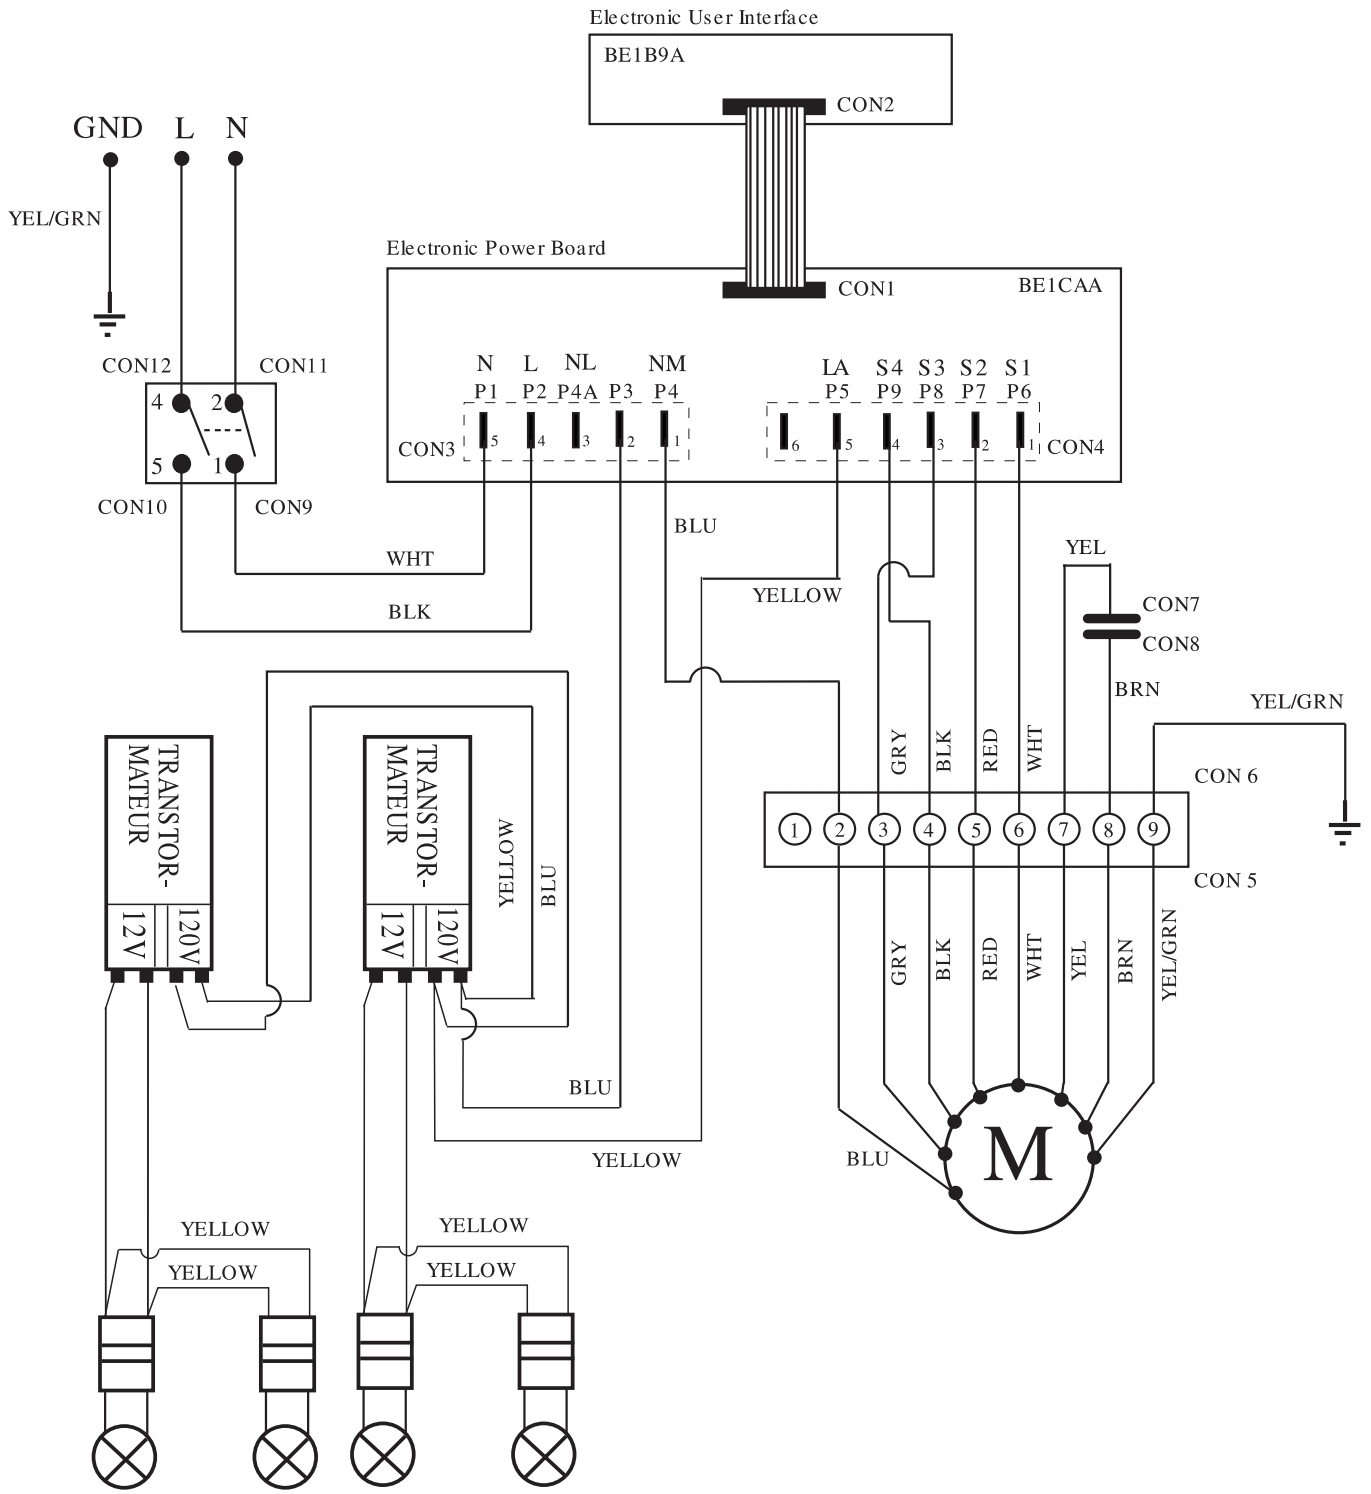 Electronic User Interface
BE1B9A
CON2
GND L N
YEL/GRN
Electronic Power Board
CON1
BE1CAA
CON12
CON11
N L NL NM
P1 P2 P4A P3 P4
LA S4 S3 S2 S1
P5 P9 P8 P7 P6
4 2
5 1
CON3
5 4 3 2 1
6 5 4 3 2 1
CON4
CON10
CON9
BLU
WHT
YEL
YELLOW
BLK
CON7
CON8
BRN
YEL/GRN
GRY
BLK
RED
WHT
CON 6
1 2 3 4 5 6 7 8 9
CON 5
TRANSTOR-
MATEUR
12V
120V
TRANSTOR-
MATEUR
12V
120V
YELLOW
BLU
GRY
BLK
RED
WHT
YEL
BRN
YEL/GRN
BLU
YELLOW
BLU
M
YELLOW
YELLOW
YELLOW
YELLOW